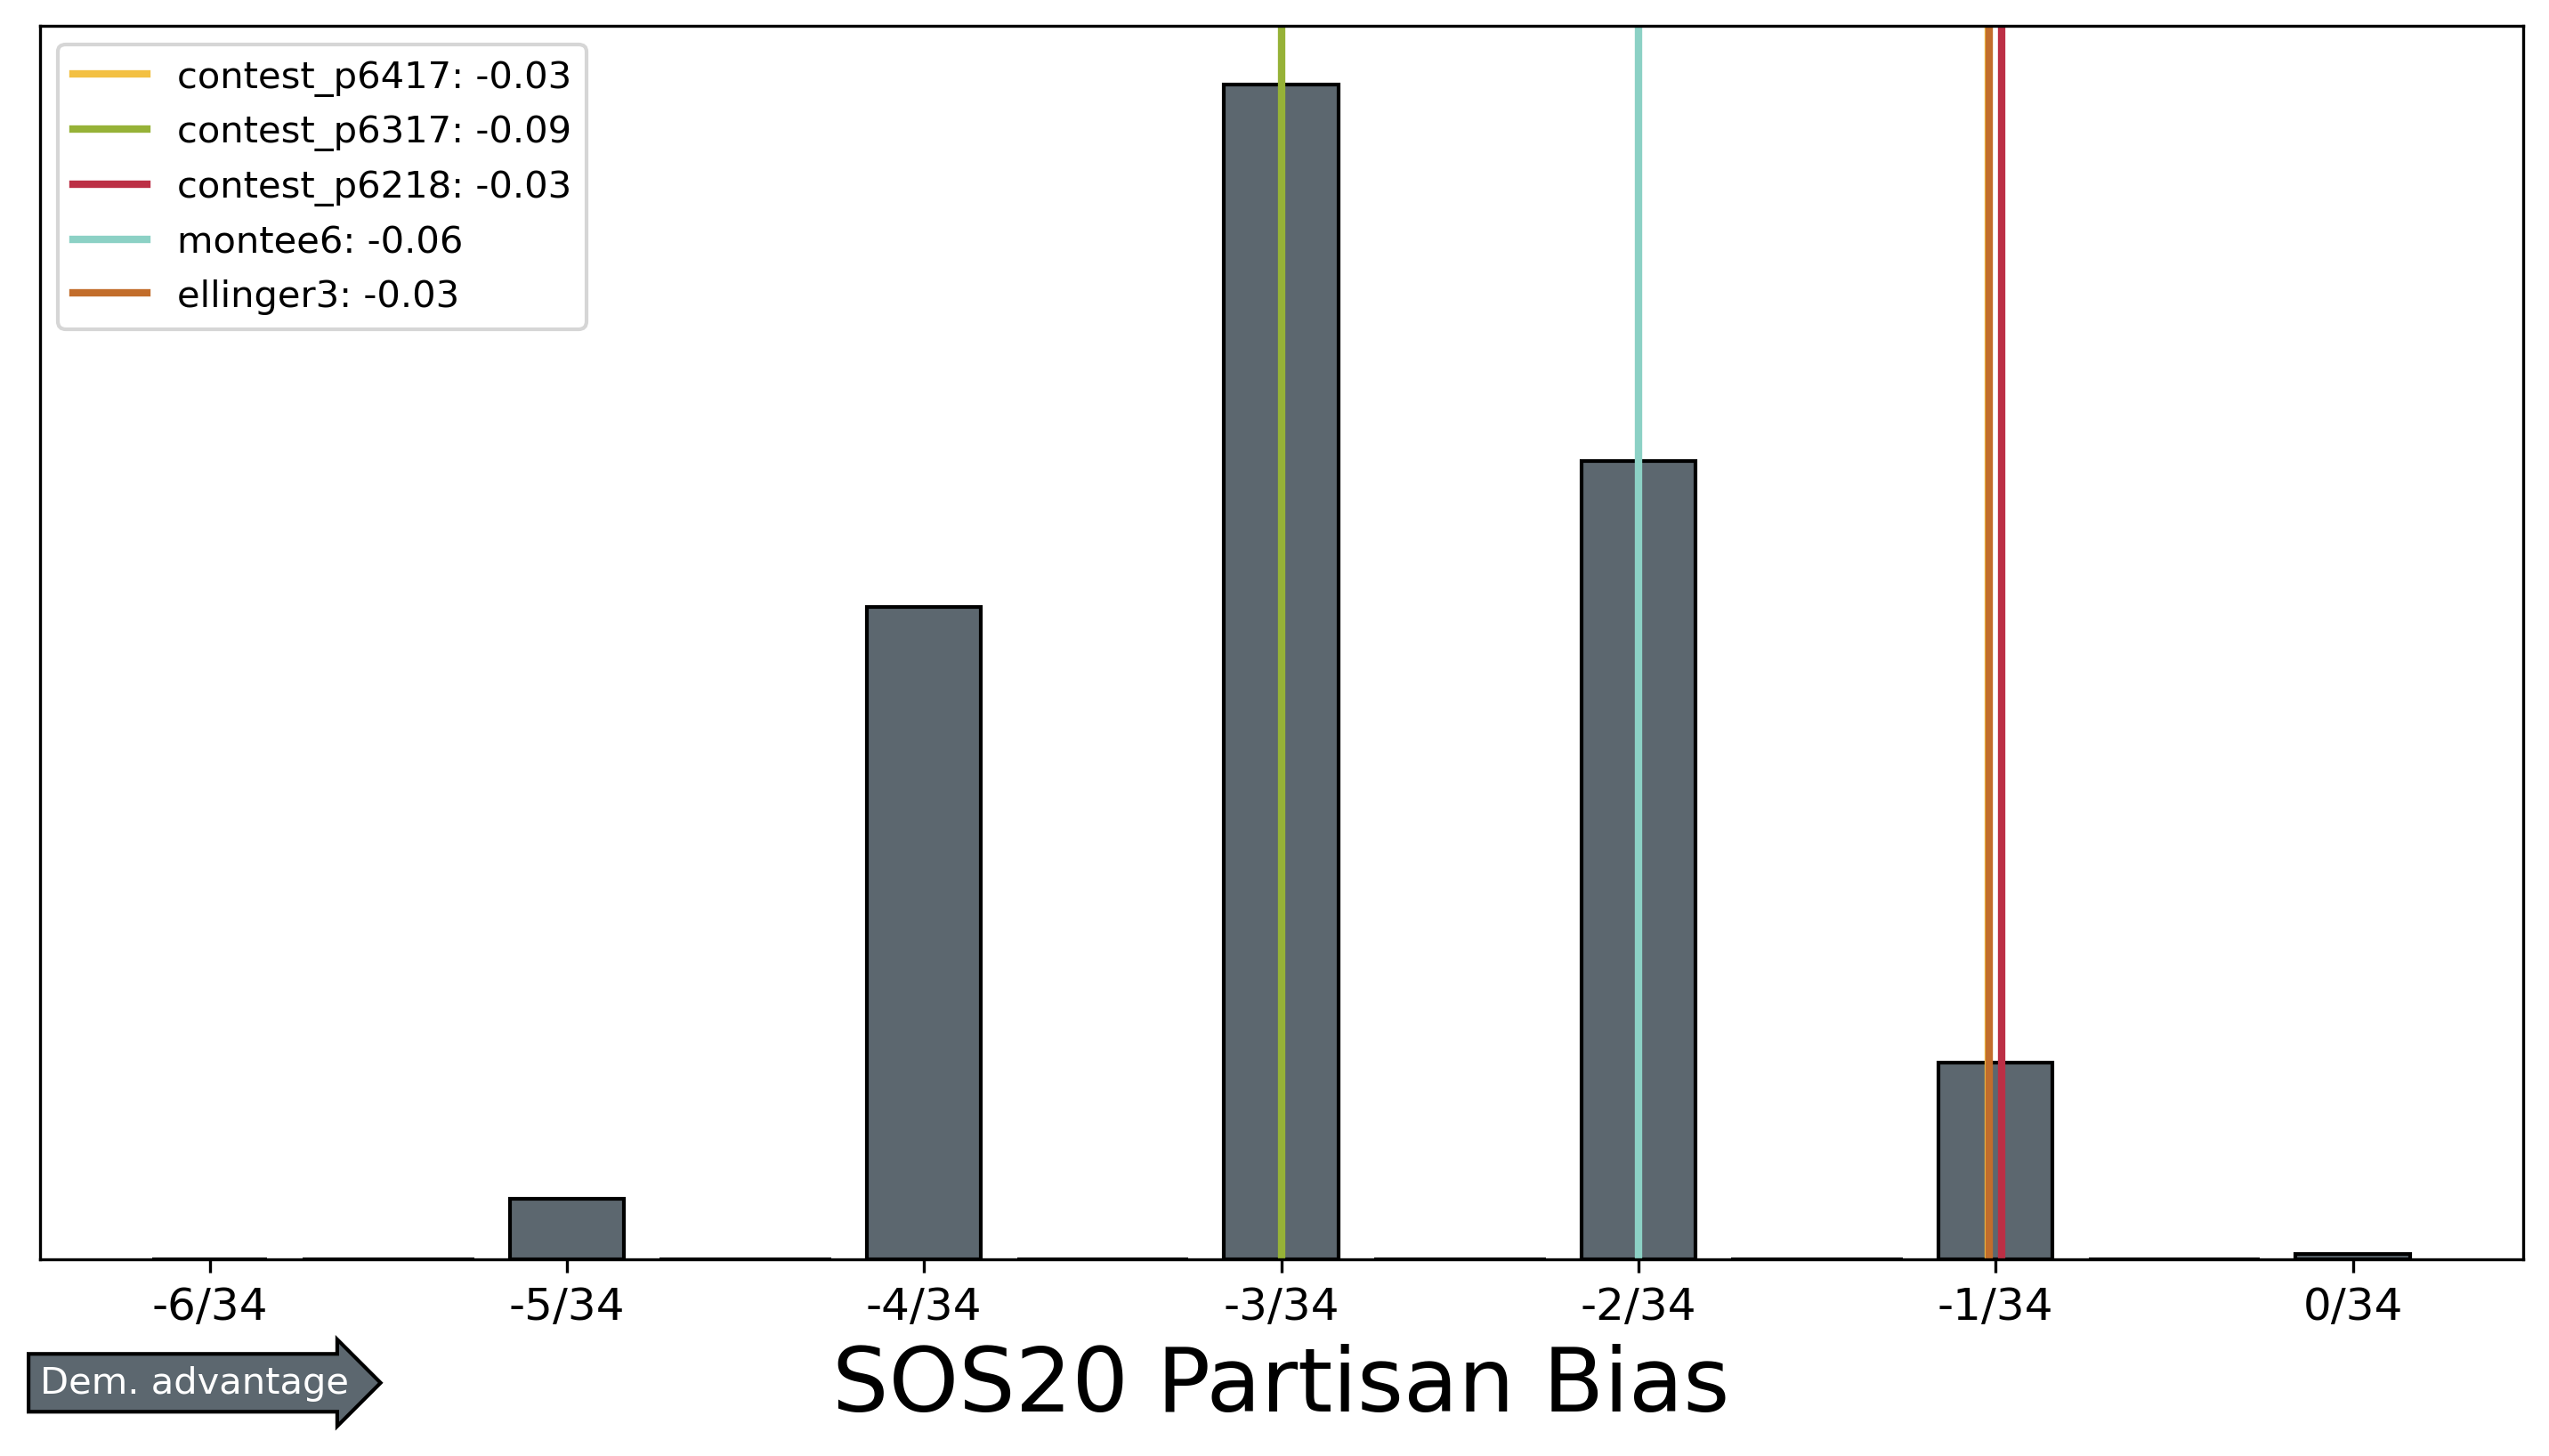 contest_p6417: -0.03
contest_p6317: -0.09
contest_p6218: -0.03
montee6: -0.06
ellinger3: -0.03
-6/34 -5/34 -4/34 -3/34 -2/34 -1/34 0/34
Dem. advantage
SOS20 Partisan Bias